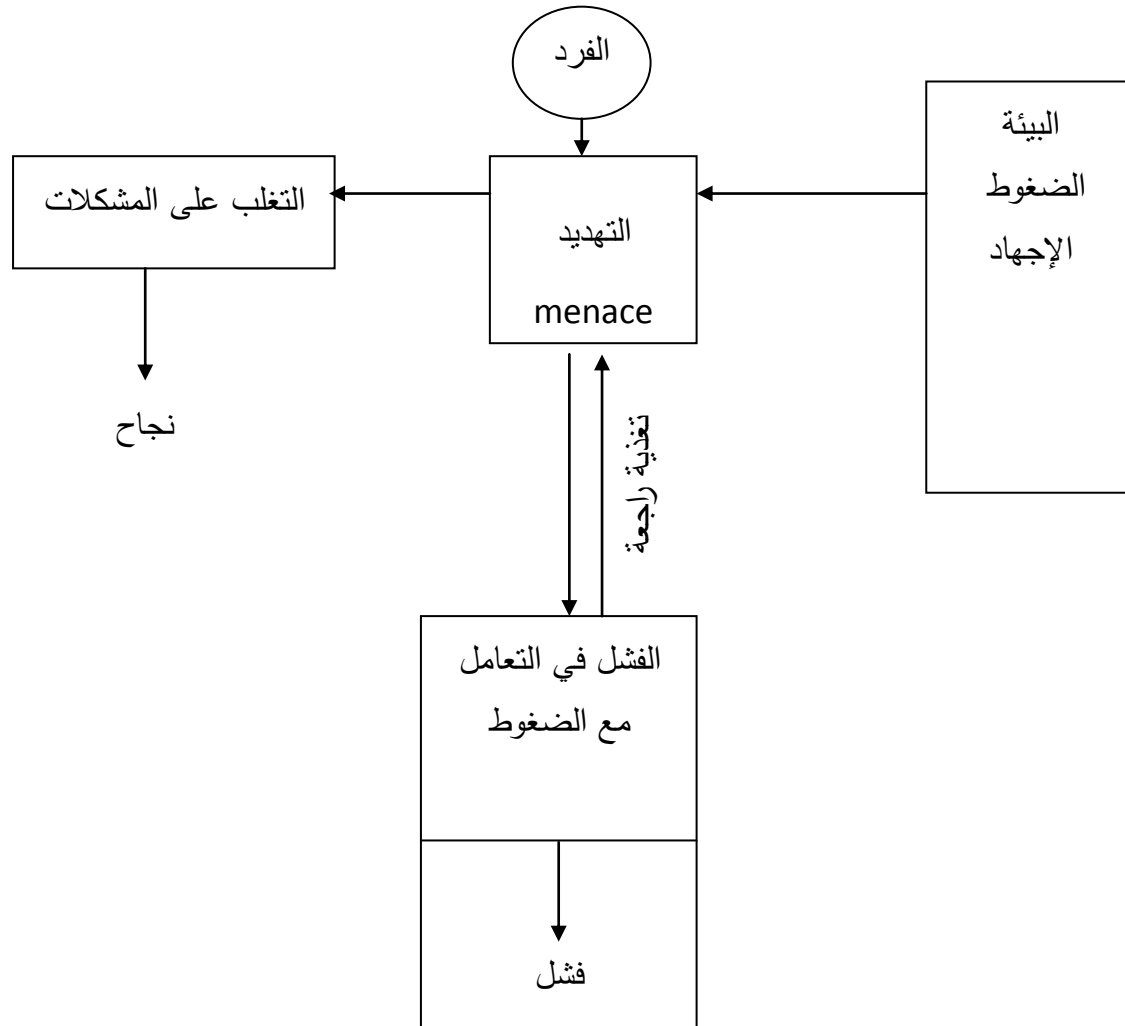 الفرد
البيئة
الضغوط
الإجهاد
التغلب على المشكلات
التهديد
menace
نجاح
تغذية راجعة
الفشل في التعامل
مع الضغوط
فشل